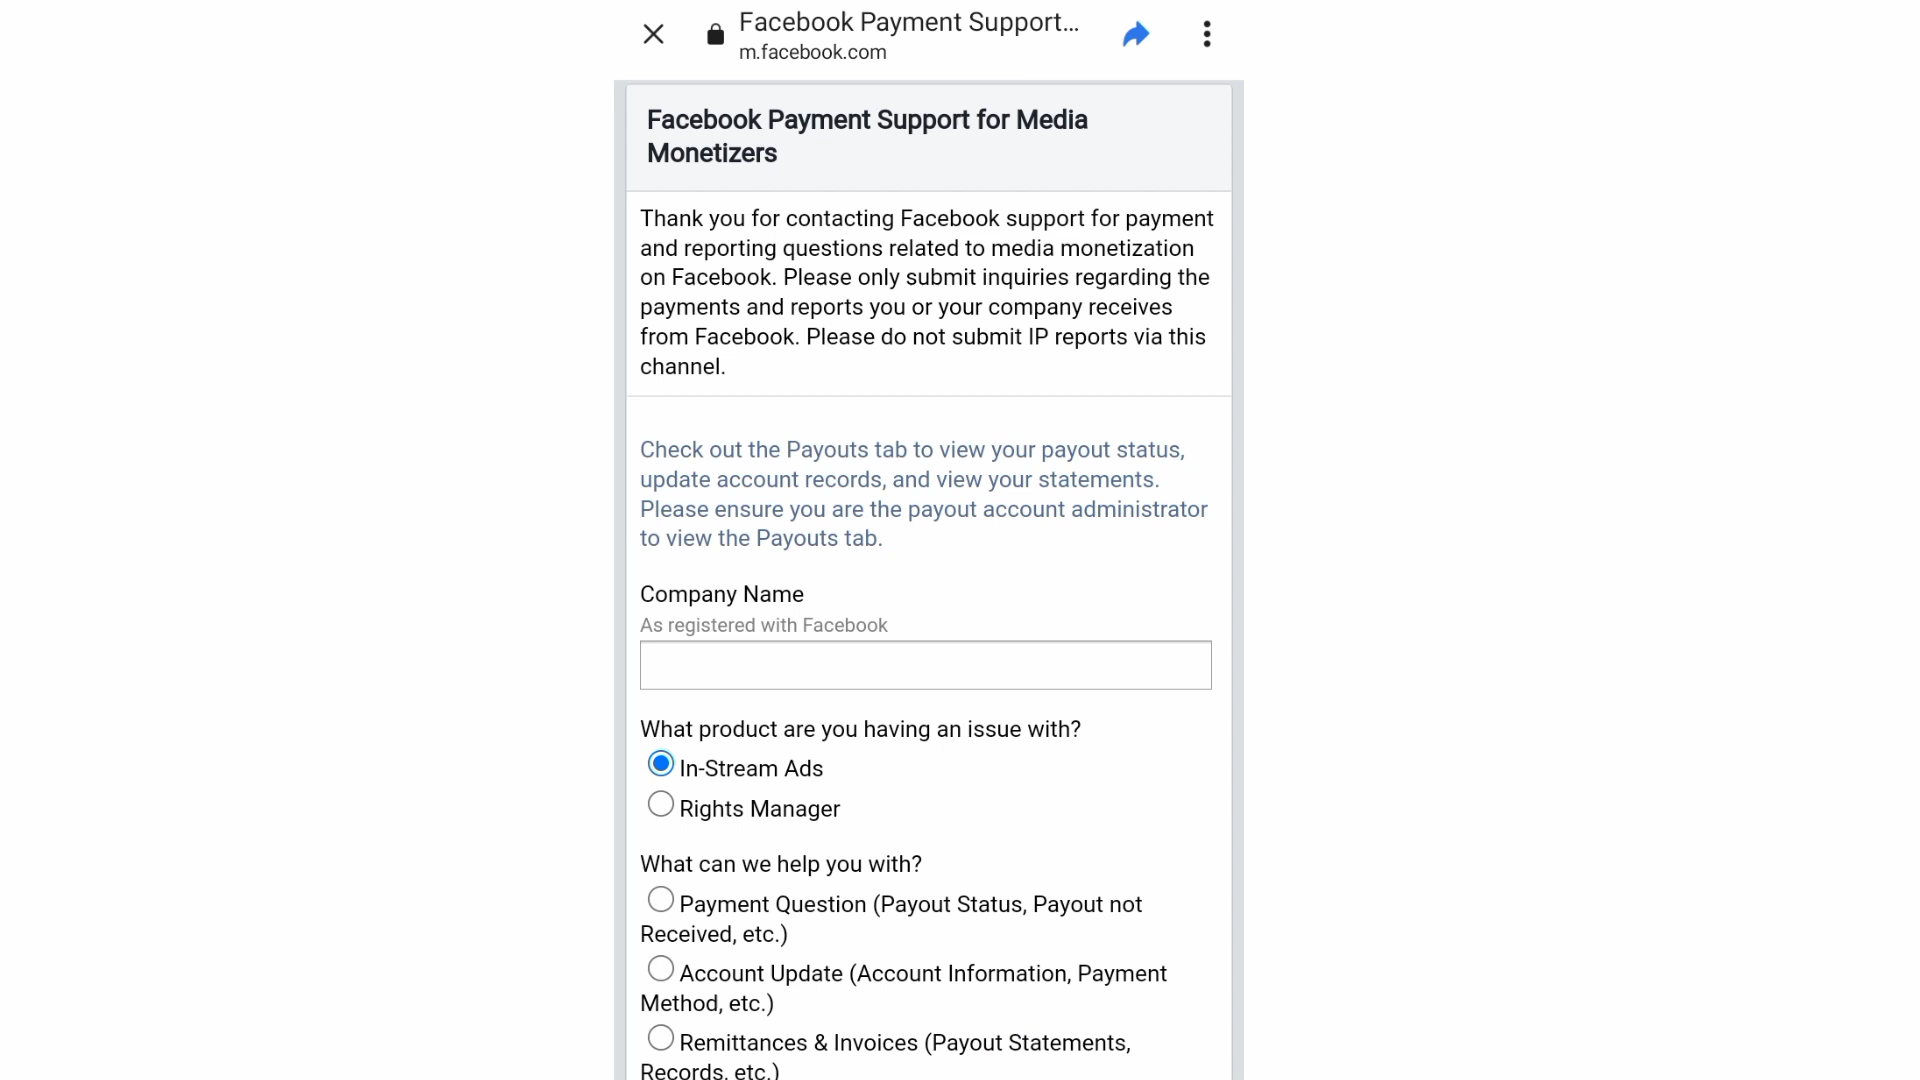 Facebook Payment Support...
m.facebook.com
Facebook Payment Support for Media
Monetizers
Thank you for contacting Facebook support for payment
and reporting questions related to media monetization
on Facebook. Please only submit inquiries regarding the
payments and reports you or your company receives
from Facebook. Please do not submit IP reports via this
channel.
Check out the Payouts tab to view your payout status,
update account records, and view your statements.
Please ensure you are the payout account administrator
to view the Payouts tab.
Company Name
As registered with Facebook
What product are you having an issue with?
In-Stream Ads
Rights Manager
What can we help you with?
Payment Question (Payout Status, Payout not
Received, etc.)
Account Update (Account Information, Payment
Method, etc.)
Remittances & Invoices (Payout Statements,
Records, etc.)